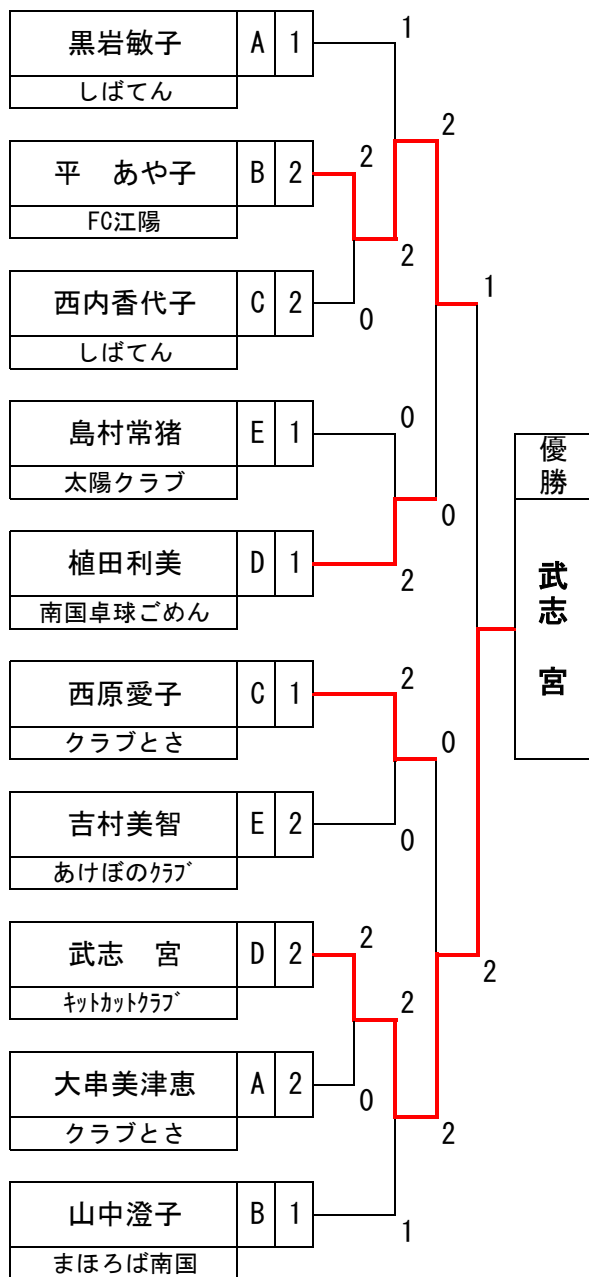 黒岩敏子 A 1
しばてん
1
2
平　あや子 B 2
FC江陽
2
2
西内香代子 C 2
しばてん
0
1
島村常猪 E 1
太陽クラブ
0
0
植田利美 D 1
南国卓球ごめん
2
優勝
武志　宮
西原愛子 C 1
クラブとさ
2
0
吉村美智 E 2
あけぼのｸﾗﾌﾞ
0
武志　宮 D 2
ｷｯﾄｶｯﾄｸﾗﾌﾞ
2
2
2
大串美津恵 A 2
クラブとさ
0
2
山中澄子 B 1
まほろば南国
1